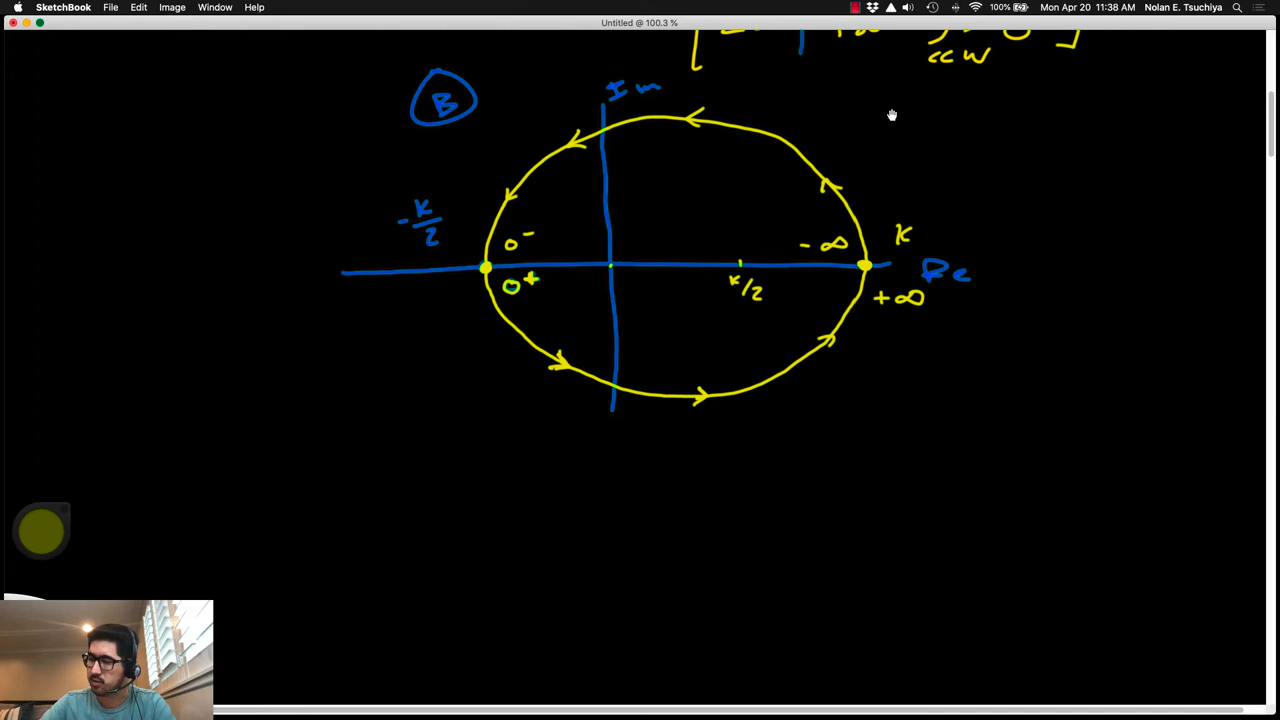 SketchBook File Edit Image Window Help 100% Mon Apr 20 11:38 AM Nolan E. Tsuchiya
Untitled @ 100.3 %
ccw
B
Im
-K/2
0-
-∞
K
0+
K/2
+∞
Re